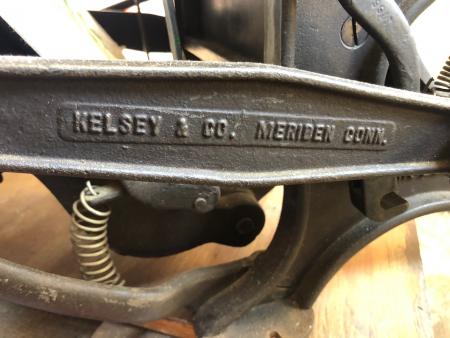 KELSEY & CO. MERIDEN CONN.